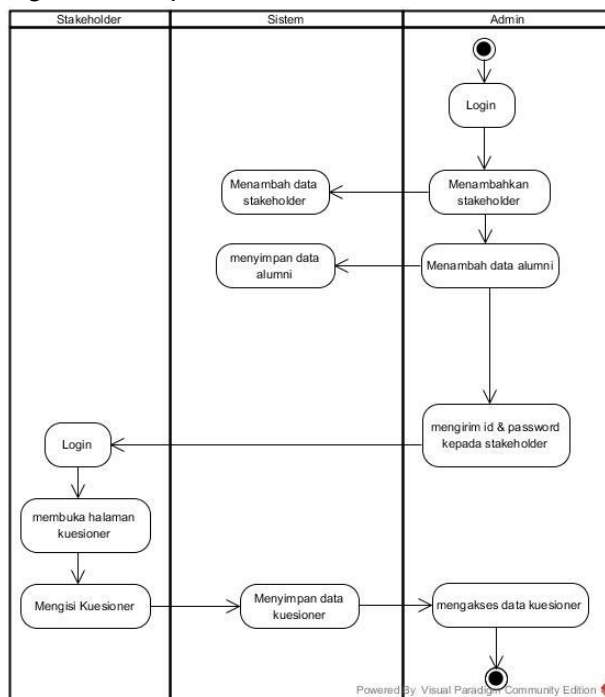 Stakeholder
Sistem
Admin
Login
Menambah data
stakeholder
Menambahkan
stakeholder
menyimpan data
alumni
Menambah data alumni
mengirim id & password
kepada stakeholder
Login
membuka halaman
kuesioner
Mengisi Kuesioner
Menyimpan data
kuesioner
mengakses data kuesioner
Powered By Visual Paradigm Community Edition